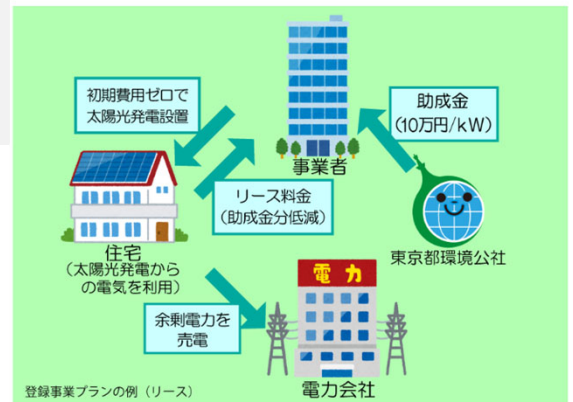 初期費用ゼロで
太陽光発電設置
助成金
(10万円/kW)
事業者
リース料金
(助成金分低減)
住宅
(太陽光発電から
の電気を利用)
東京都環境公社
電力
余剰電力を
売電
登録事業プランの例（リース）
電力会社